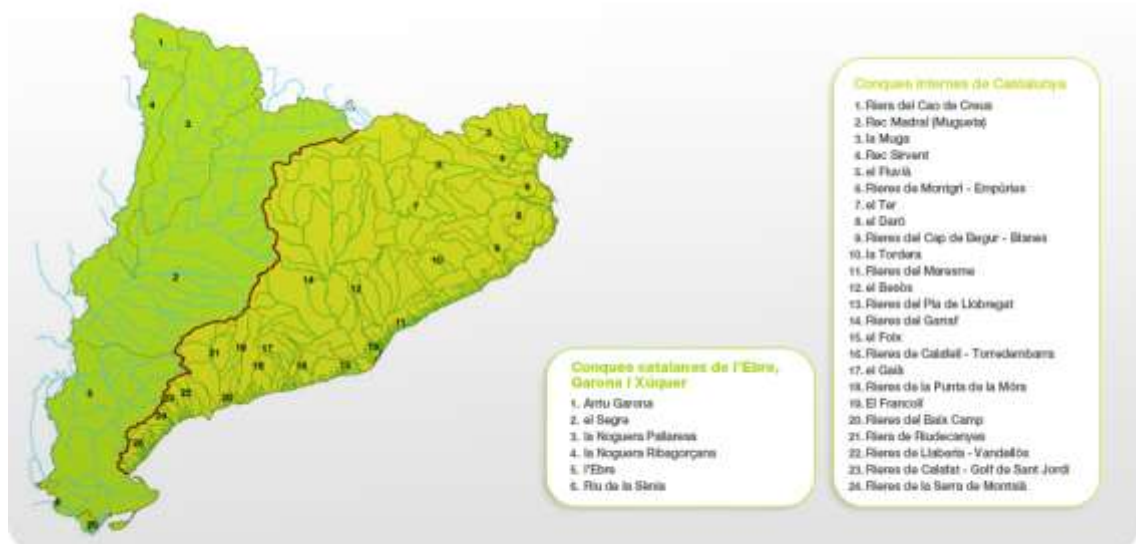 Conques catalanes de l'Ebre,
Garona i Xúquer
1. Arriu Garona
2. el Segre
3. la Noguera Pallaresa
4. la Noguera Ribagorçana
5. l'Ebre
6. Riu de la Sènia
Conques internes de Catalunya
1. Riera del Cap de Creus
2. Rec Madral (Mugueta)
3. la Muga
4. Rec Sirvent
5. el Fluvià
6. Rieres de Montgrí - Empúries
7. el Ter
8. el Daró
9. Rieres del Cap de Begur - Blanes
10. la Tordera
11. Rieres del Maresme
12. el Besòs
13. Rieres del Pla de Llobregat
14. Rieres del Garraf
15. el Foix
16. Rieres de Calafell - Torredembarra
17. el Gaià
18. Rieres de la Punta de la Móra
19. El Francolí
20. Rieres del Baix Camp
21. Riera de Riudecanyes
22. Rieres de Llaberia - Vandellòs
23. Rieres de Calafat - Golf de Sant Jordi
24. Rieres de la Serra de Montsià